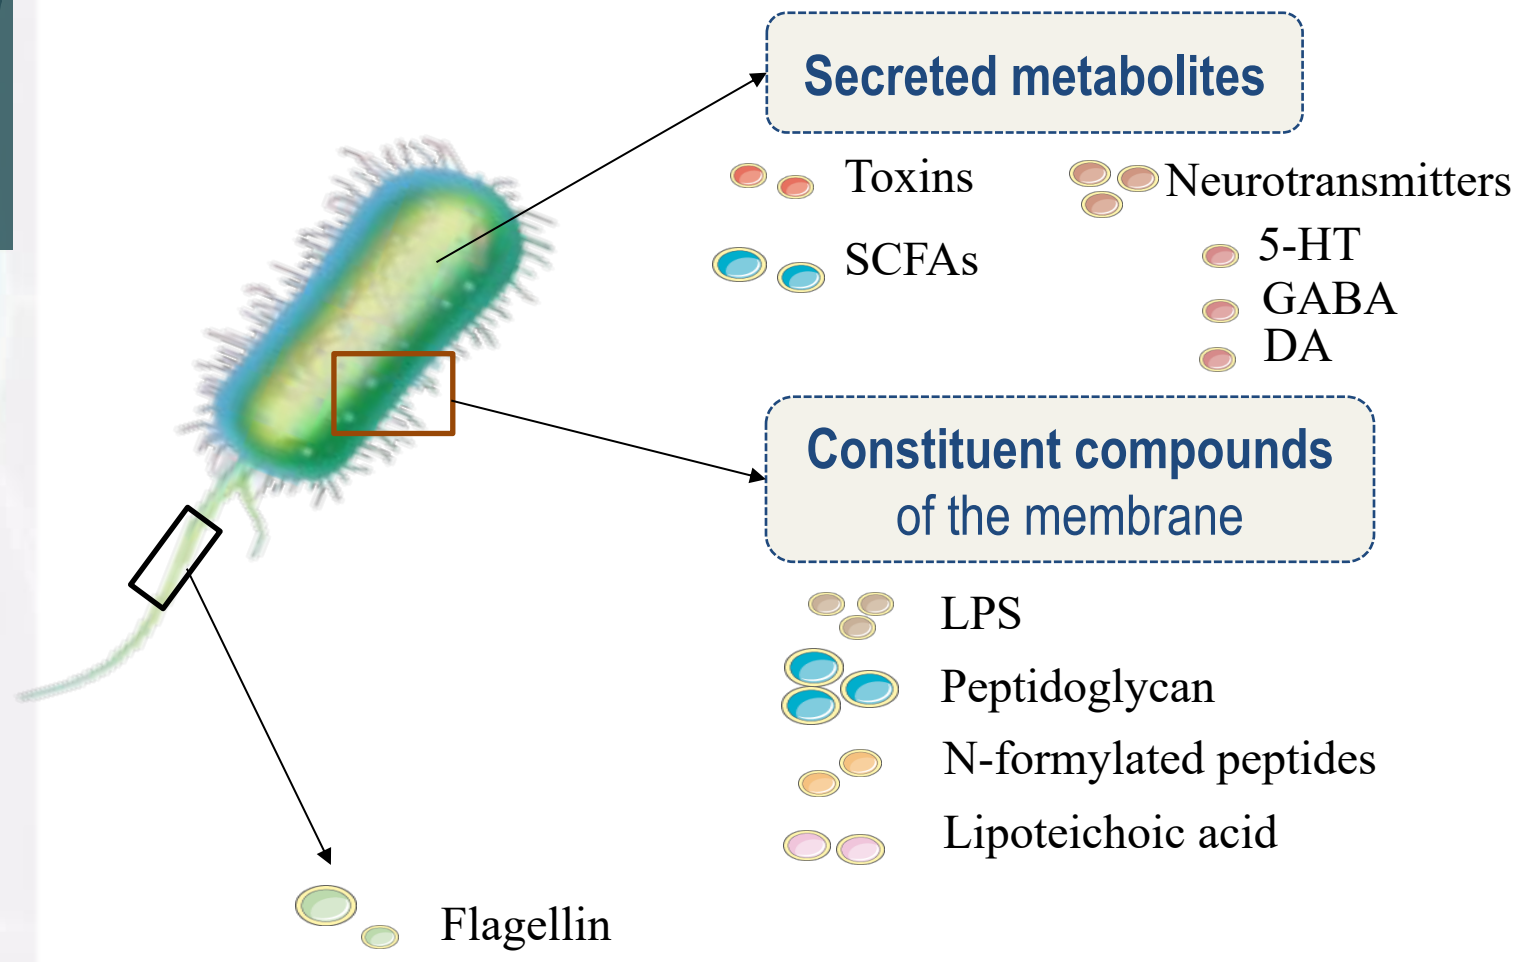 Secreted metabolites
Toxins
Neurotransmitters
SCFAs
5-HT
GABA
DA
Constituent compounds
of the membrane
LPS
Peptidoglycan
N-formylated peptides
Lipoteichoic acid
Flagellin